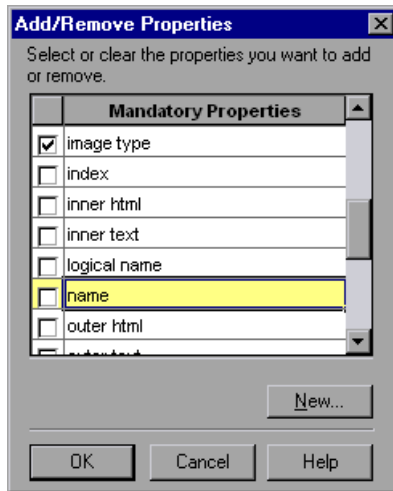 Add/Remove Properties
Select or clear the properties you want to add
or remove.
Mandatory Properties
image type
index
inner html
inner text
logical name
name
outer html
New...
OK
Cancel
Help